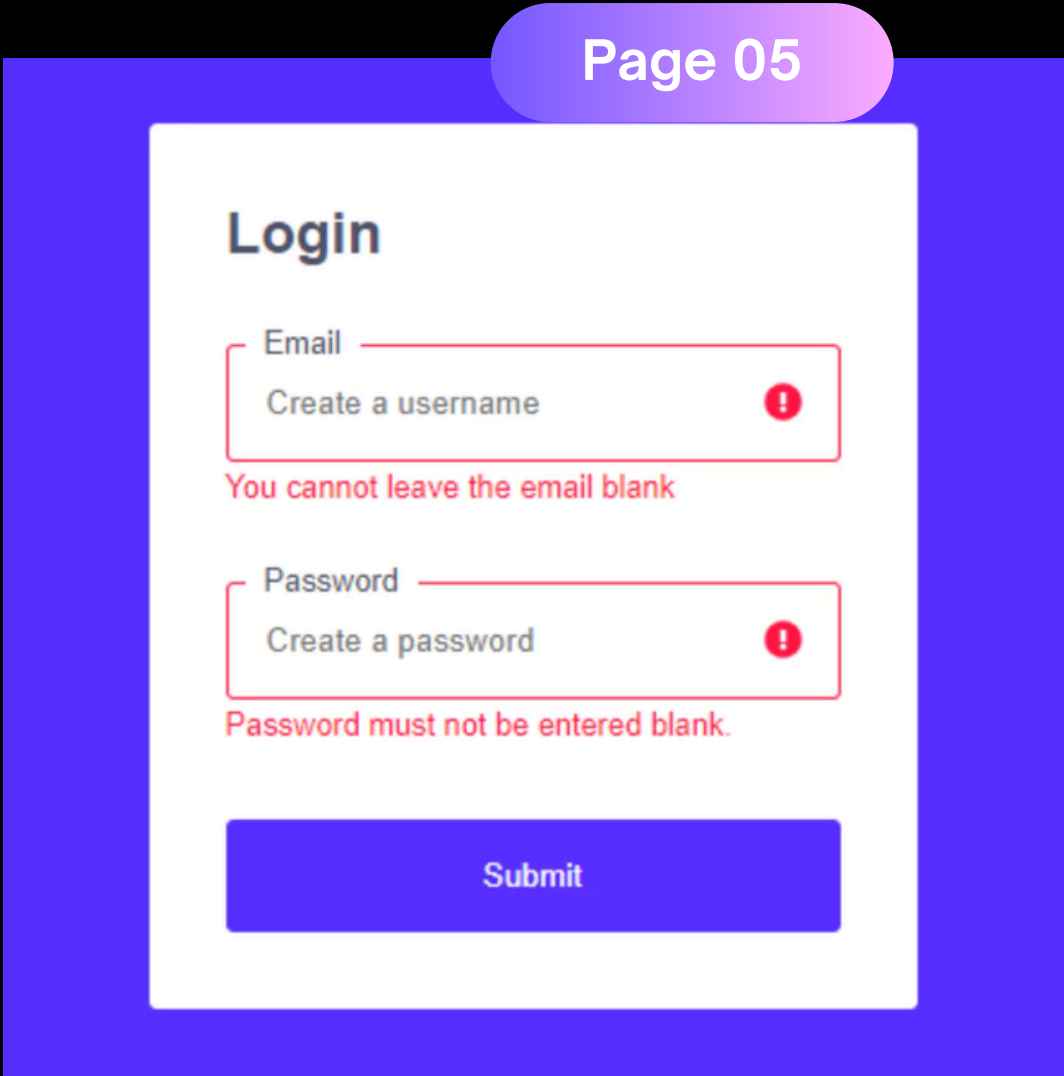 Page 05
Login
Email
Create a username
You cannot leave the email blank
Password
Create a password
Password must not be entered blank.
Submit